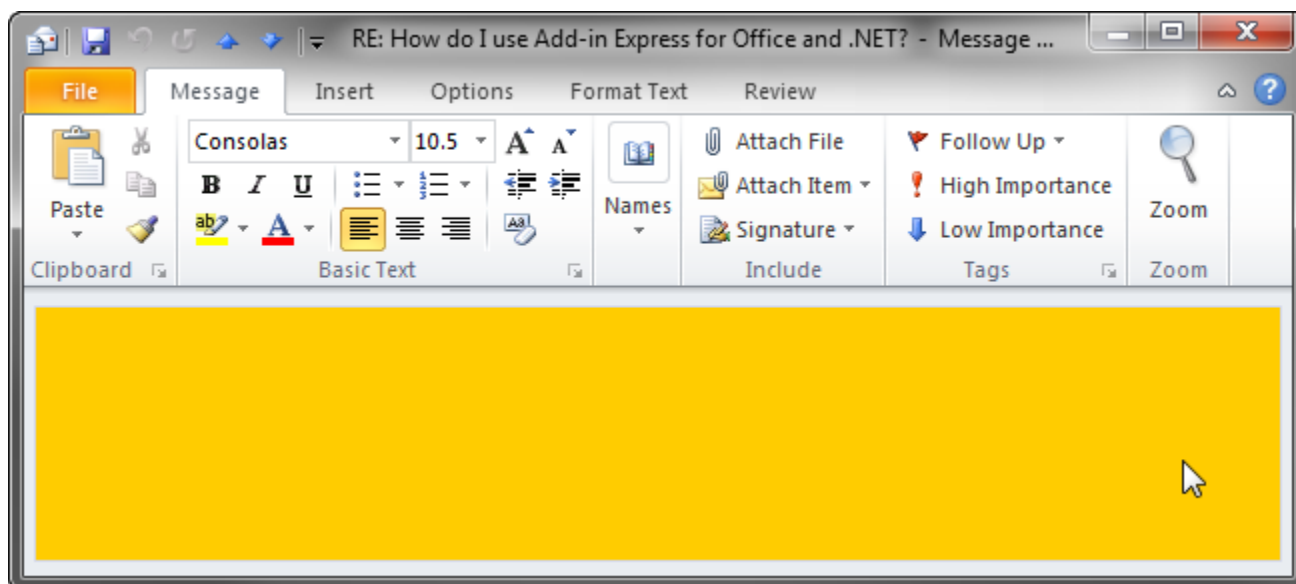 RE: How do I use Add-in Express for Office and .NET? - Message ...
File Message Insert Options Format Text Review
Consolas 10.5 A A Attach File Follow Up
B I U Attach Item High Importance
Paste Names Zoom
ab A Aa Signature Low Importance
Clipboard Basic Text Include Tags Zoom